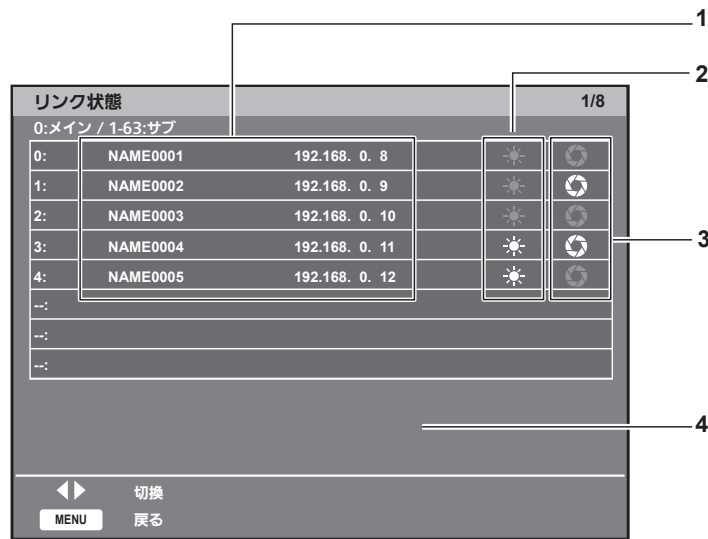 1
2
リンク状態 1/8
0:メイン / 1-63:サブ
0: NAME0001 192.168. 0. 8
1: NAME0002 192.168. 0. 9
2: NAME0003 192.168. 0. 10
3: NAME0004 192.168. 0. 11
3
4: NAME0005 192.168. 0. 12
--:
--:
--:
4
切換
MENU 戻る